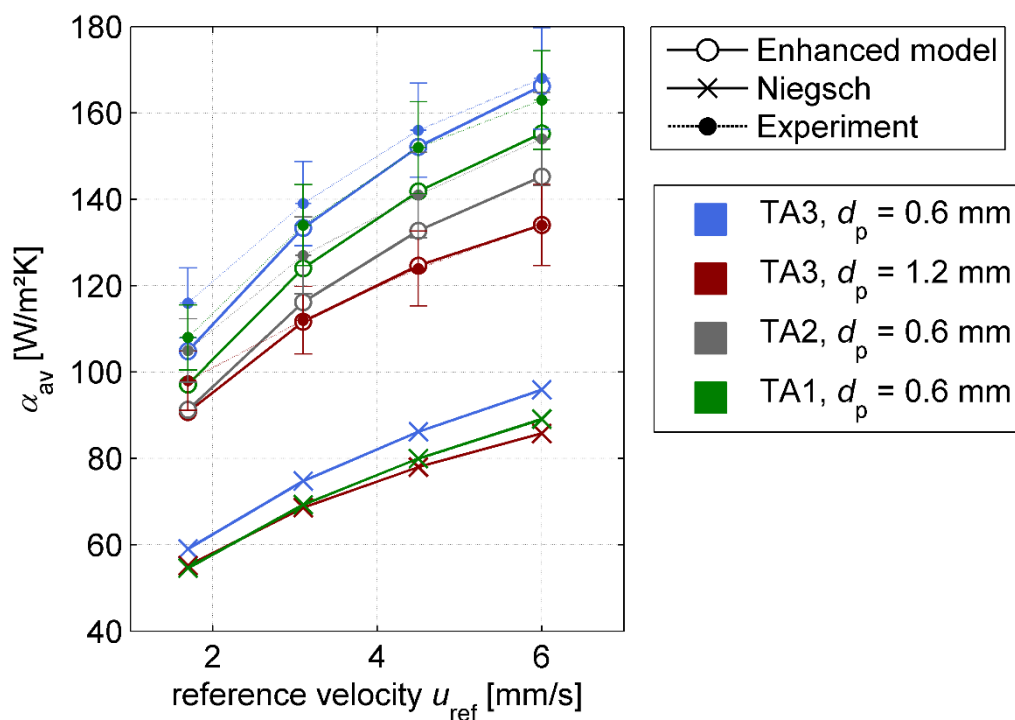 180
160
140
120
100
80
60
40
α_av [W/m²K]
2 4 6
reference velocity u_ref [mm/s]
Enhanced model
Niegsch
Experiment
TA3, d_p = 0.6 mm
TA3, d_p = 1.2 mm
TA2, d_p = 0.6 mm
TA1, d_p = 0.6 mm